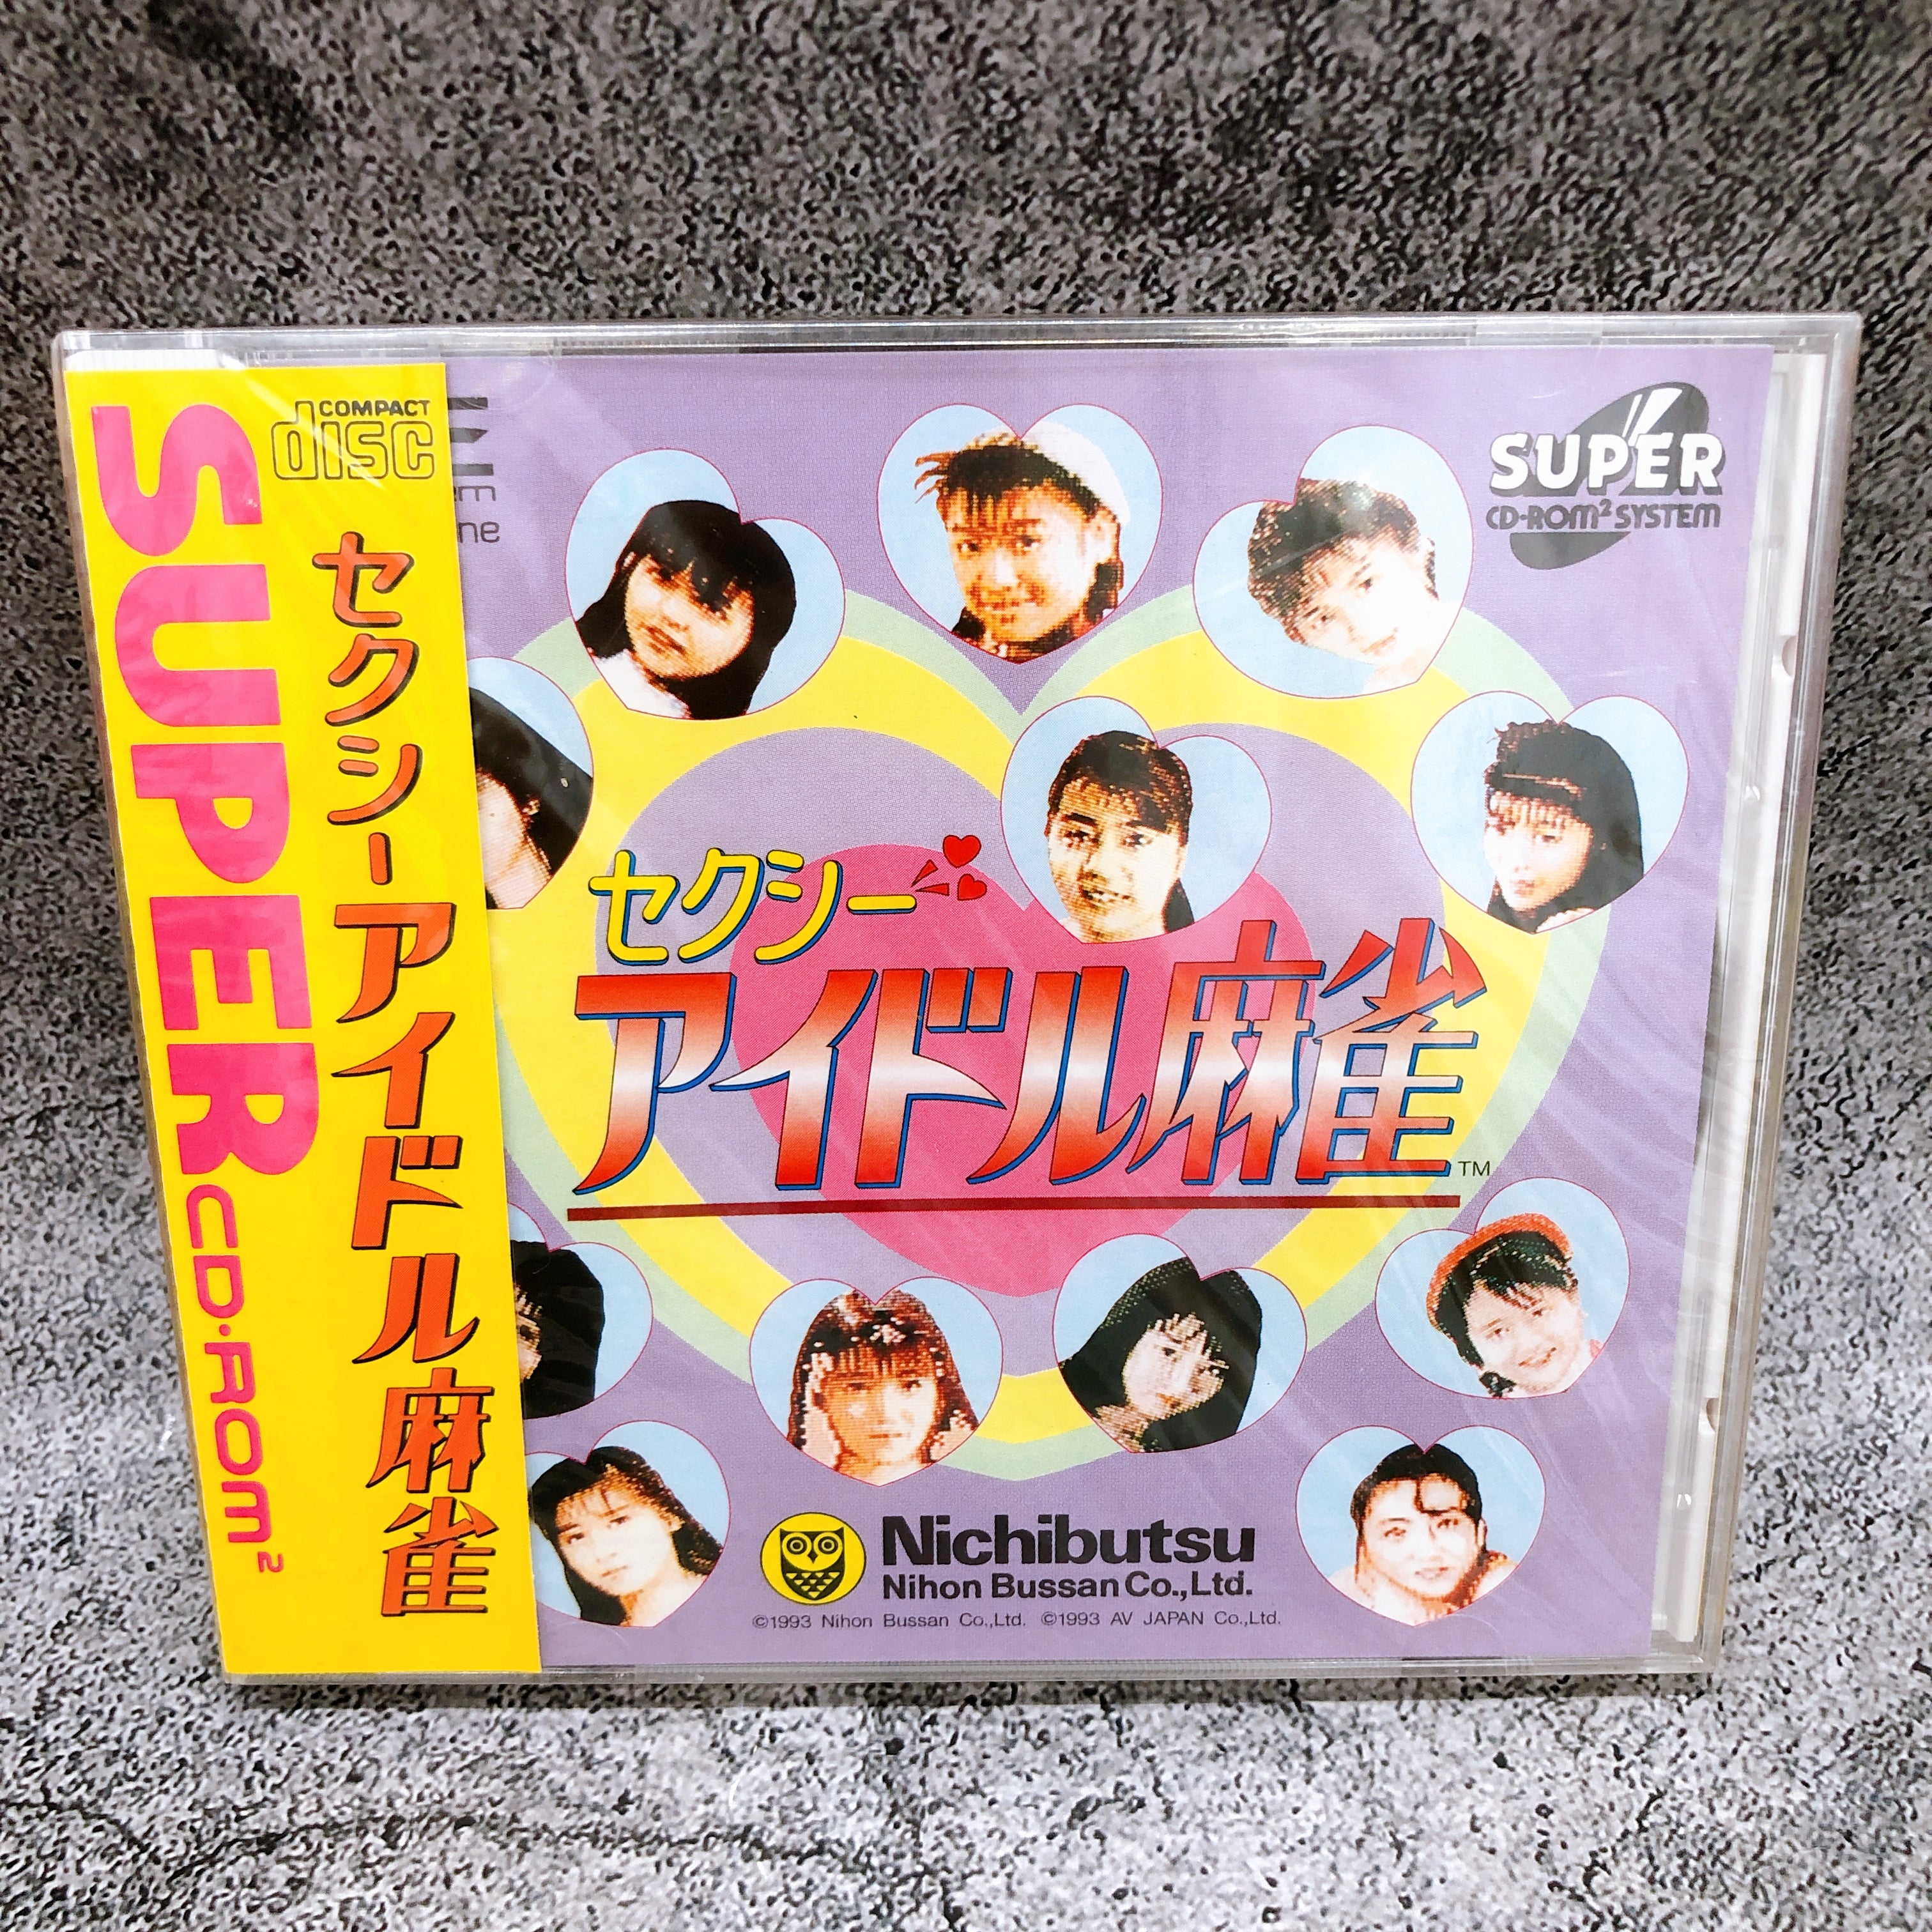 COMPACT
disc
SUPER CD·ROM²
セクシーアイドル麻雀
em
ne
SUPER
CD-ROM² SYSTEM
セクシー
アイドル麻雀
TM
Nichibutsu
Nihon Bussan Co.,Ltd.
©1993 Nihon Bussan Co.,Ltd. ©1993 AV JAPAN Co.,Ltd.